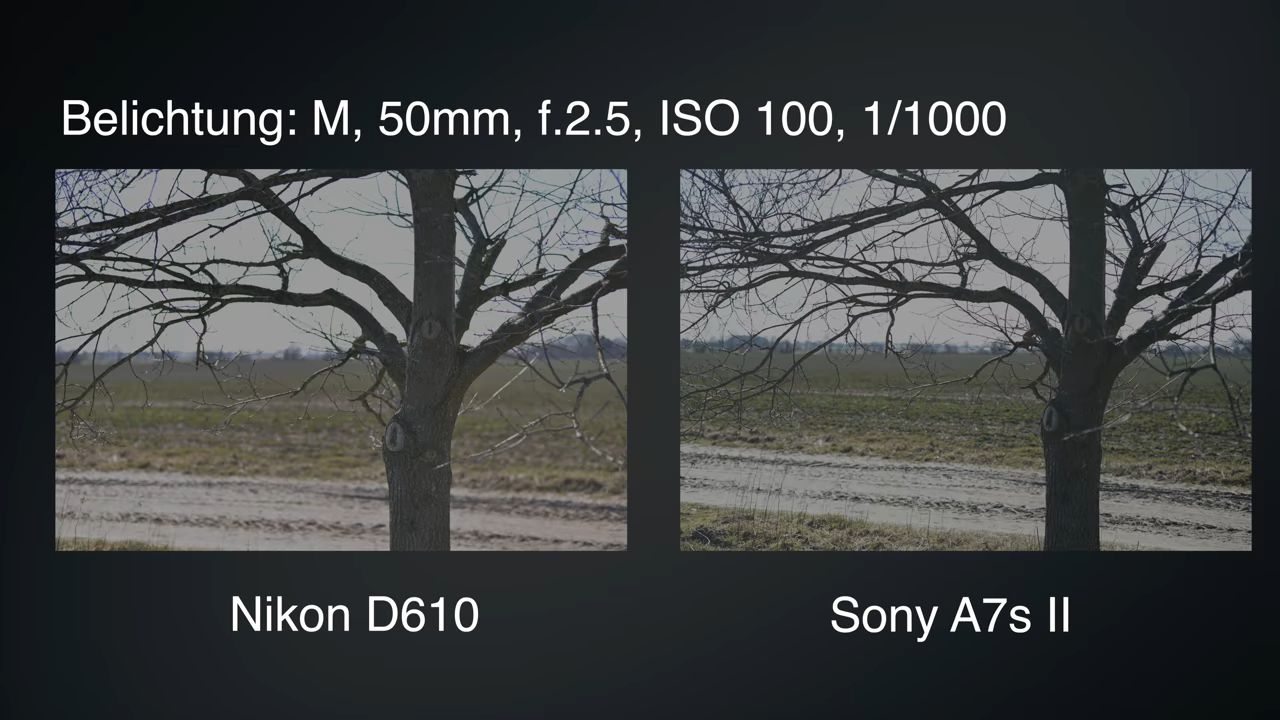 Belichtung: M, 50mm, f.2.5, ISO 100, 1/1000
Nikon D610
Sony A7s II